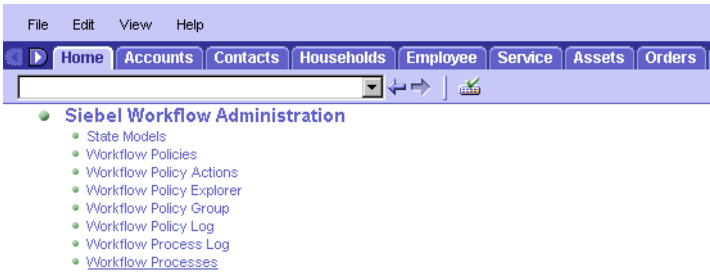 File Edit View Help
Home Accounts Contacts Households Employee Service Assets Orders
Siebel Workflow Administration
State Models
Workflow Policies
Workflow Policy Actions
Workflow Policy Explorer
Workflow Policy Group
Workflow Policy Log
Workflow Process Log
Workflow Processes